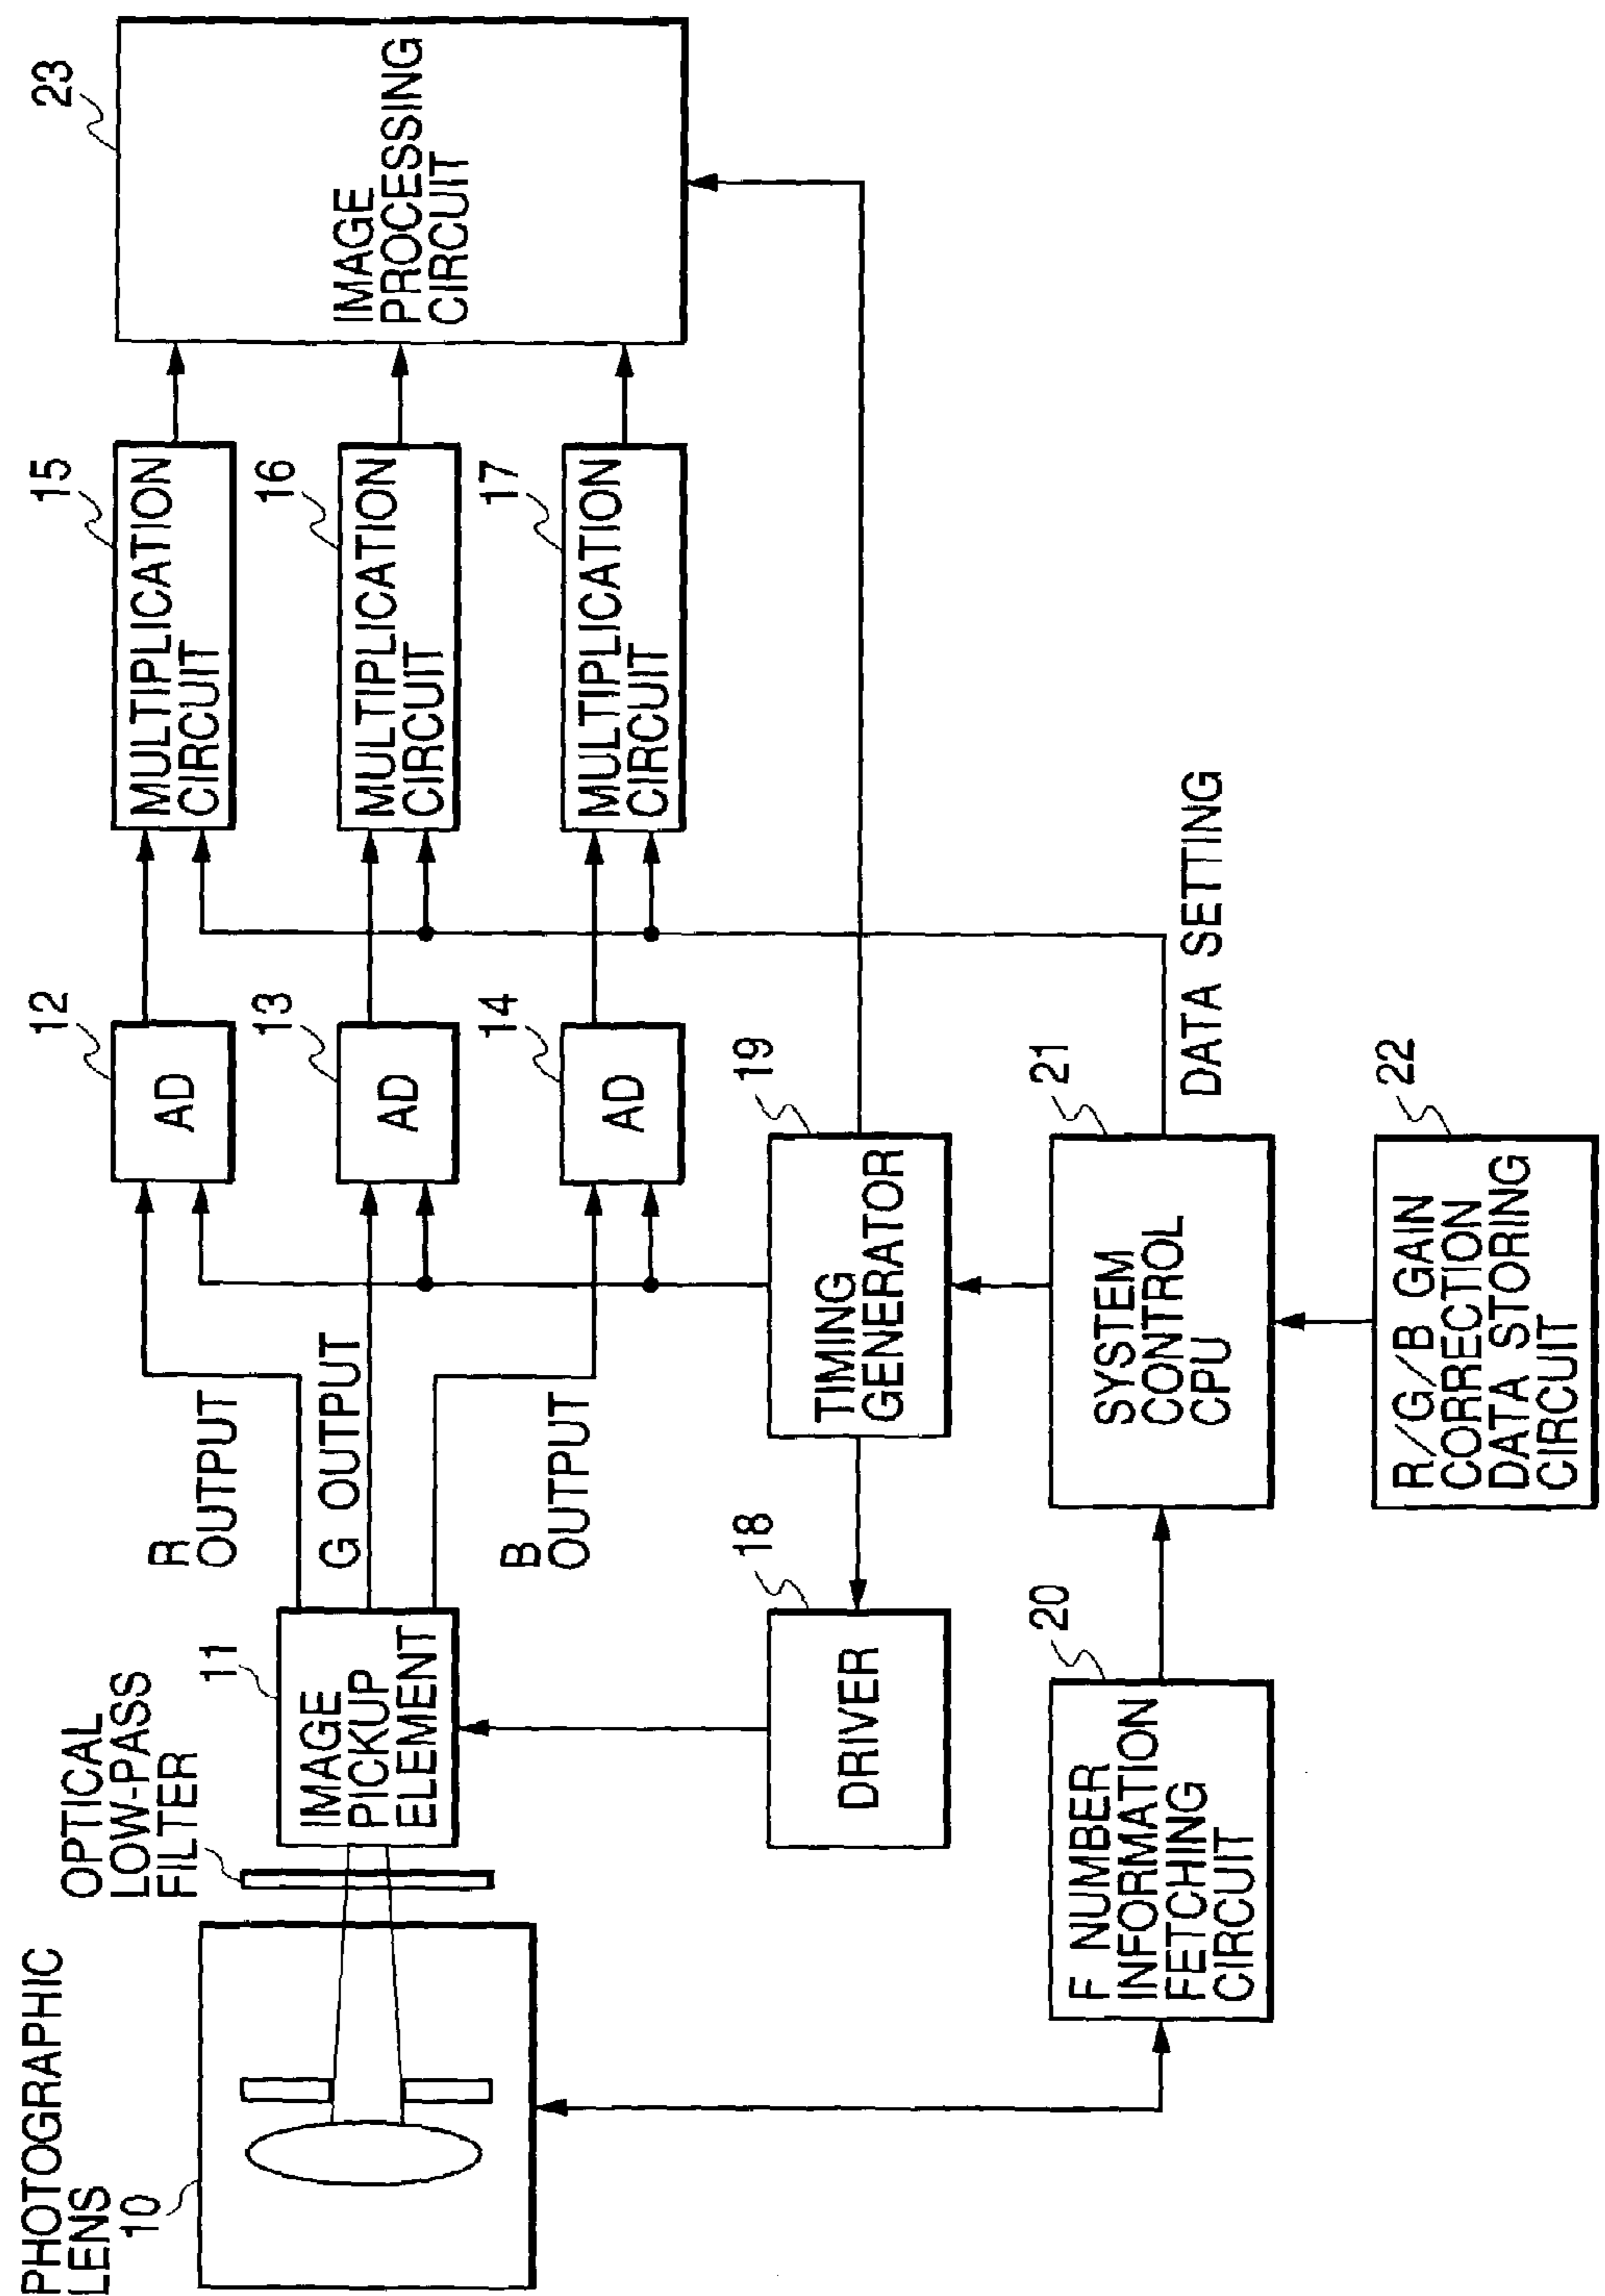 PHOTOGRAPHIC
LENS
10
OPTICAL
LOW-PASS
FILTER
11
IMAGE
PICKUP
ELEMENT
R
OUTPUT
G OUTPUT
B
OUTPUT
12
AD
13
AD
14
AD
15
MULTIPLICATION
CIRCUIT
16
MULTIPLICATION
CIRCUIT
17
MULTIPLICATION
CIRCUIT
23
IMAGE
PROCESSING
CIRCUIT
18
DRIVER
19
TIMING
GENERATOR
20
F NUMBER
INFORMATION
FETCHING
CIRCUIT
21
SYSTEM
CONTROL
CPU
DATA SETTING
22
R/G/B GAIN
CORRECTION
DATA STORING
CIRCUIT